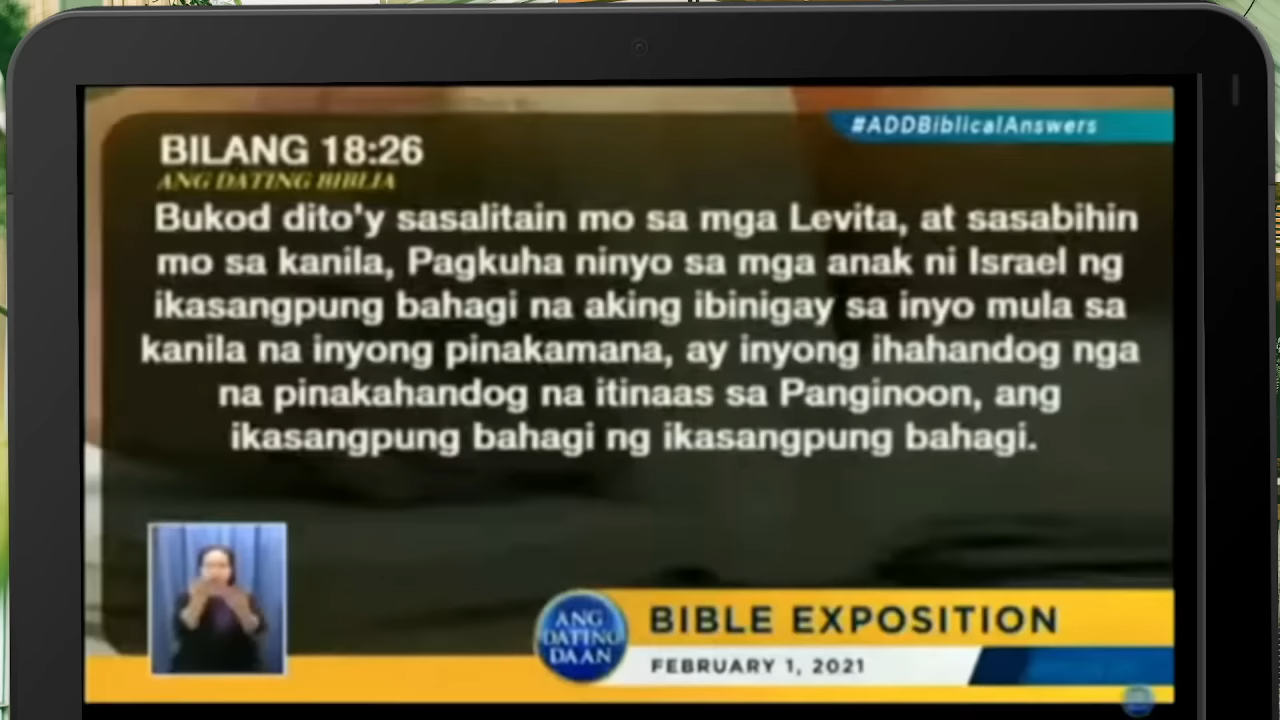 #ADDBiblicalAnswers
BILANG 18:26
ANG DATING BIBLIA
Bukod dito'y sasalitain mo sa mga Levita, at sasabihin
mo sa kanila, Pagkuha ninyo sa mga anak ni Israel ng
ikasangpung bahagi na aking ibinigay sa inyo mula sa
kanila na inyong pinakamana, ay inyong ihahandog nga
na pinakahandog na itinaas sa Panginoon, ang
ikasangpung bahagi ng ikasangpung bahagi.
ANG
DATING
DAAN
BIBLE EXPOSITION
FEBRUARY 1, 2021